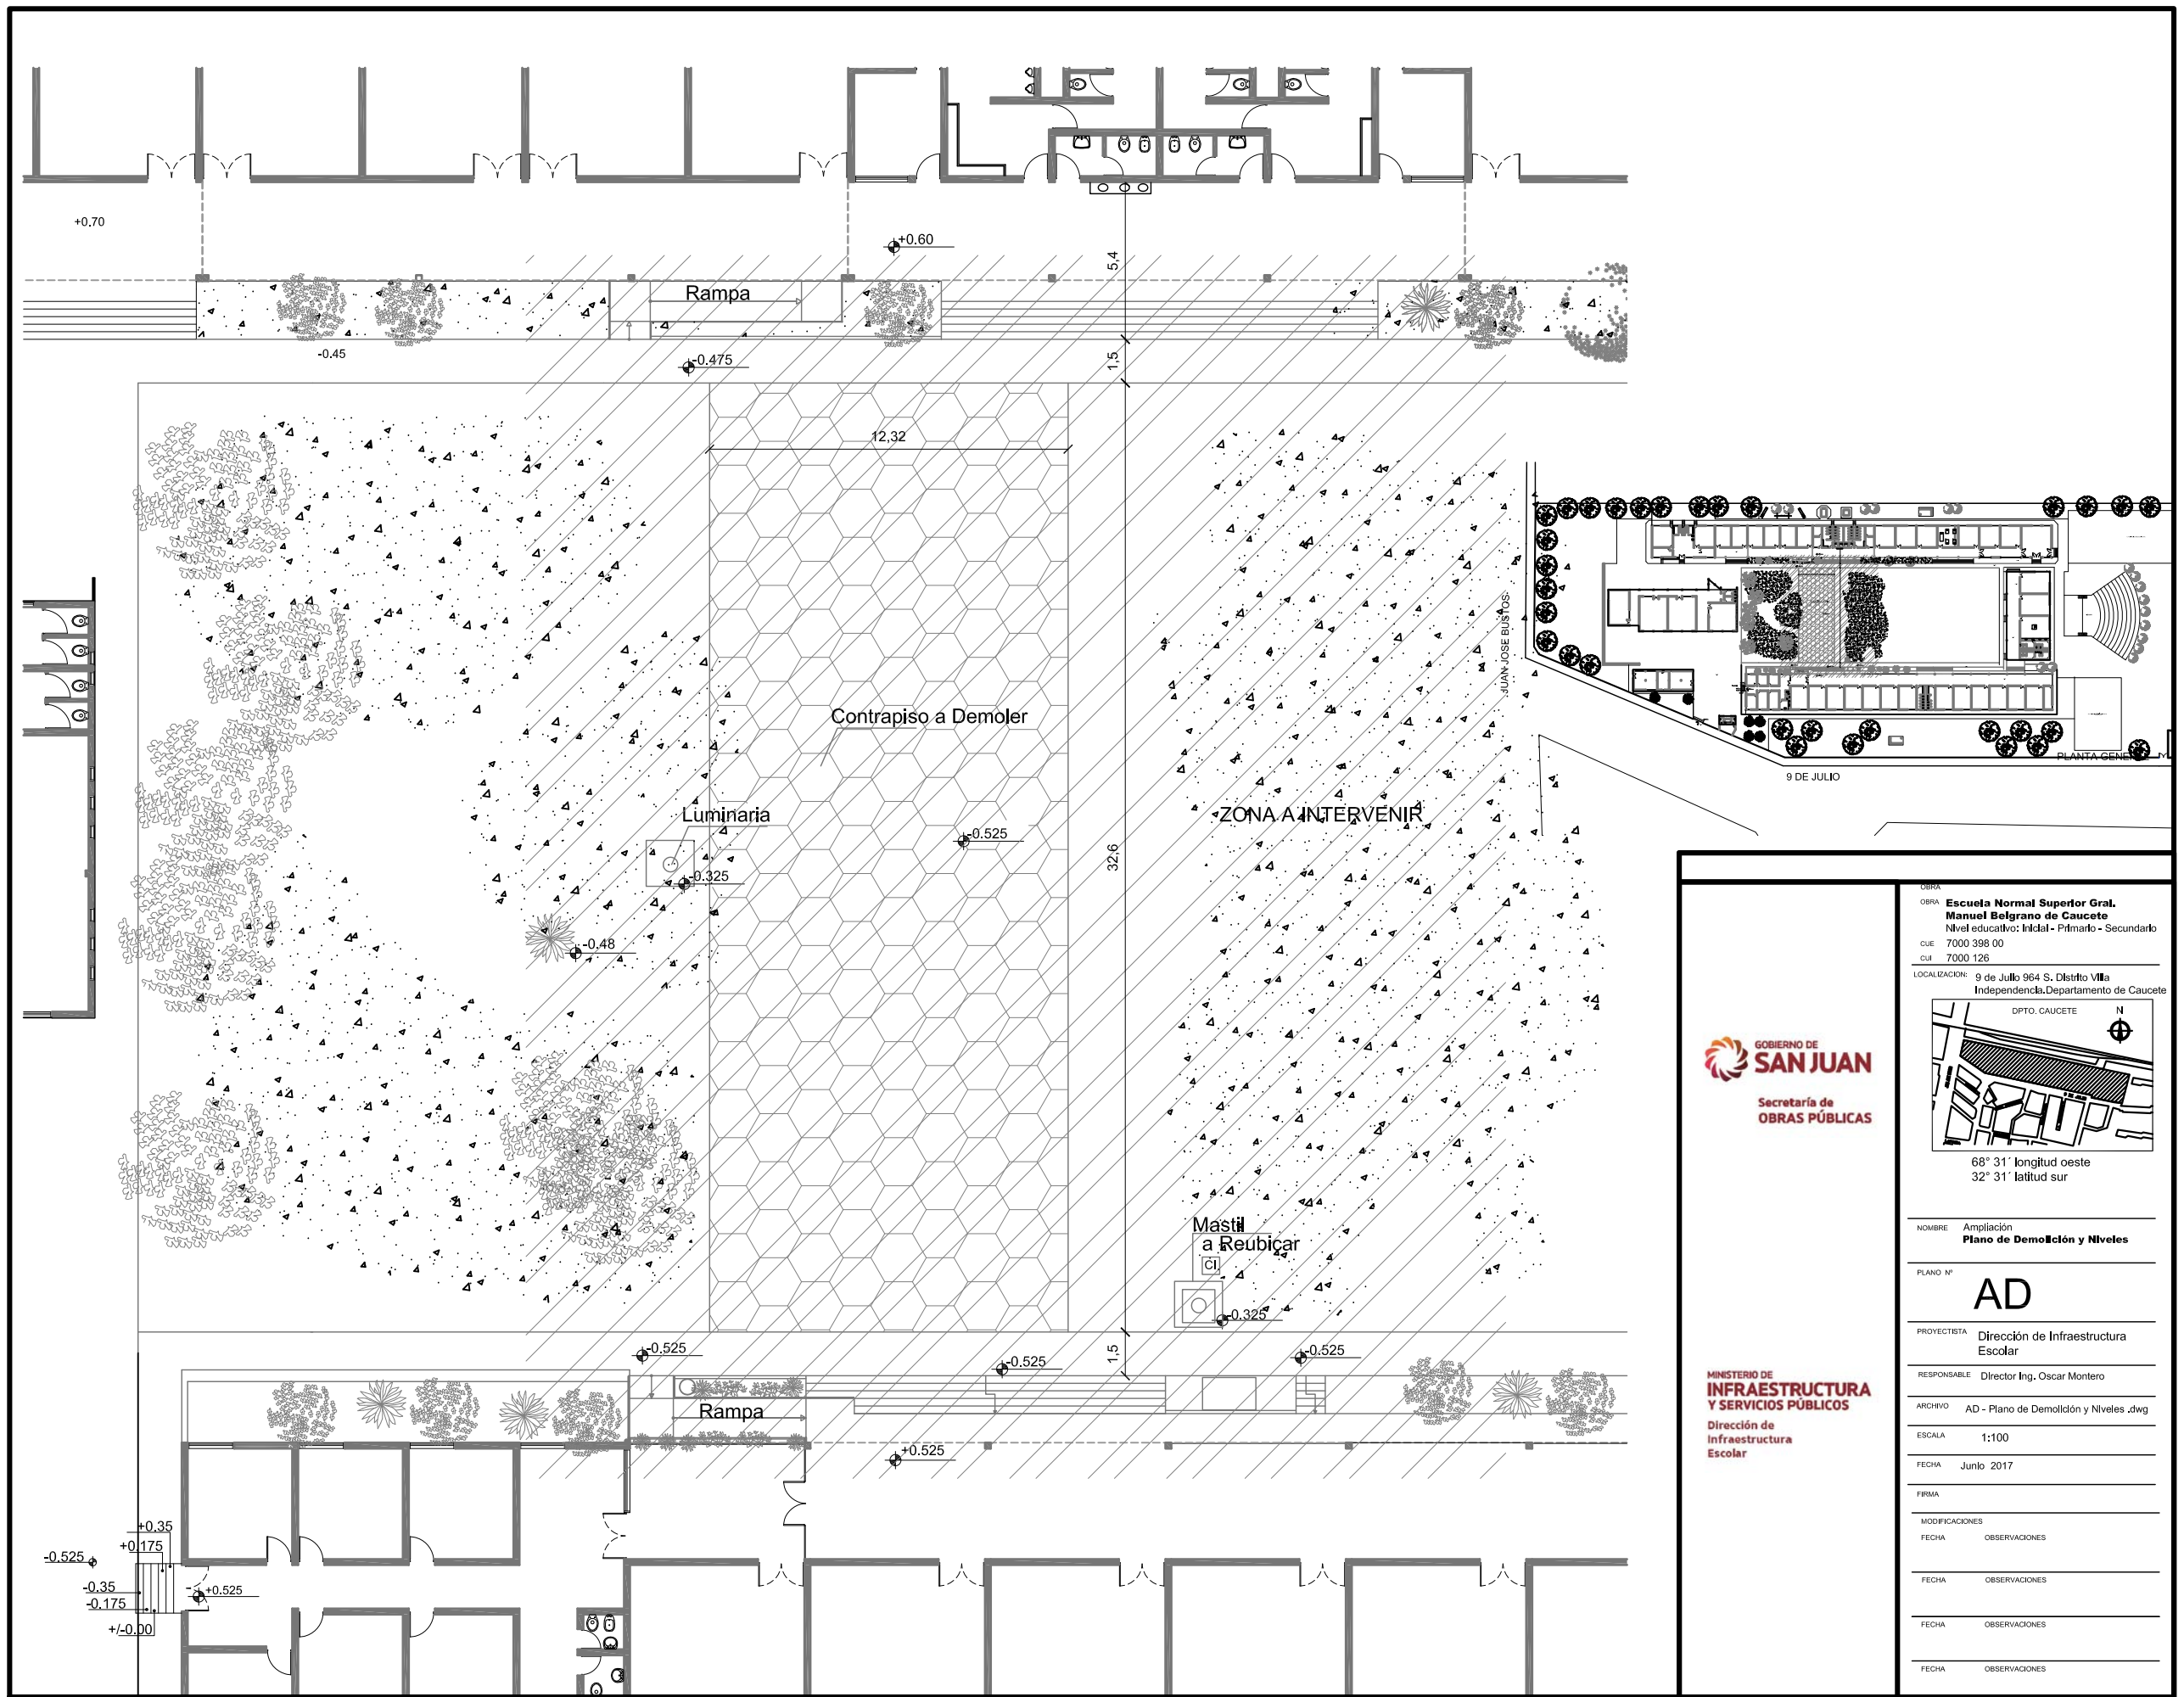 +0.70
+0.60
5,4
Rampa
-0.45
-0.475
1,5
12,32
JUAN JOSE BUSTOS
Contrapiso a Demoler
PLANTA GENE
9 DE JULIO
Luminaria
ZONA A INTERVENIR
-0.525
32,6
-0.325
-0.48
Mastil
a Reubicar
CI
-0.325
-0.525
-0.525
-0.525
1,5
Rampa
+0.525
+0.35
+0.175
-0.525
-0.35
+0.525
-0.175
+/-0.00
GOBIERNO DE
SAN JUAN
Secretaría de
OBRAS PÚBLICAS
MINISTERIO DE
INFRAESTRUCTURA
Y SERVICIOS PÚBLICOS
Dirección de
Infraestructura
Escolar
OBRA
OBRA Escuela Normal Superior Gral.
Manuel Belgrano de Caucete
Nivel educativo: Inicial - Primario - Secundario
CUE 7000 398 00
CUI 7000 126
LOCALIZACION: 9 de Julio 964 S. Distrito Villa
Independencia.Departamento de Caucete
DPTO. CAUCETE N
68° 31´ longitud oeste
32° 31´ latitud sur
NOMBRE Ampliación
Plano de Demolición y Niveles
PLANO Nº
AD
PROYECTISTA Dirección de Infraestructura
Escolar
RESPONSABLE Director Ing. Oscar Montero
ARCHIVO AD - Plano de Demolición y Niveles .dwg
ESCALA 1:100
FECHA Junio 2017
FIRMA
MODIFICACIONES
FECHA OBSERVACIONES
FECHA OBSERVACIONES
FECHA OBSERVACIONES
FECHA OBSERVACIONES